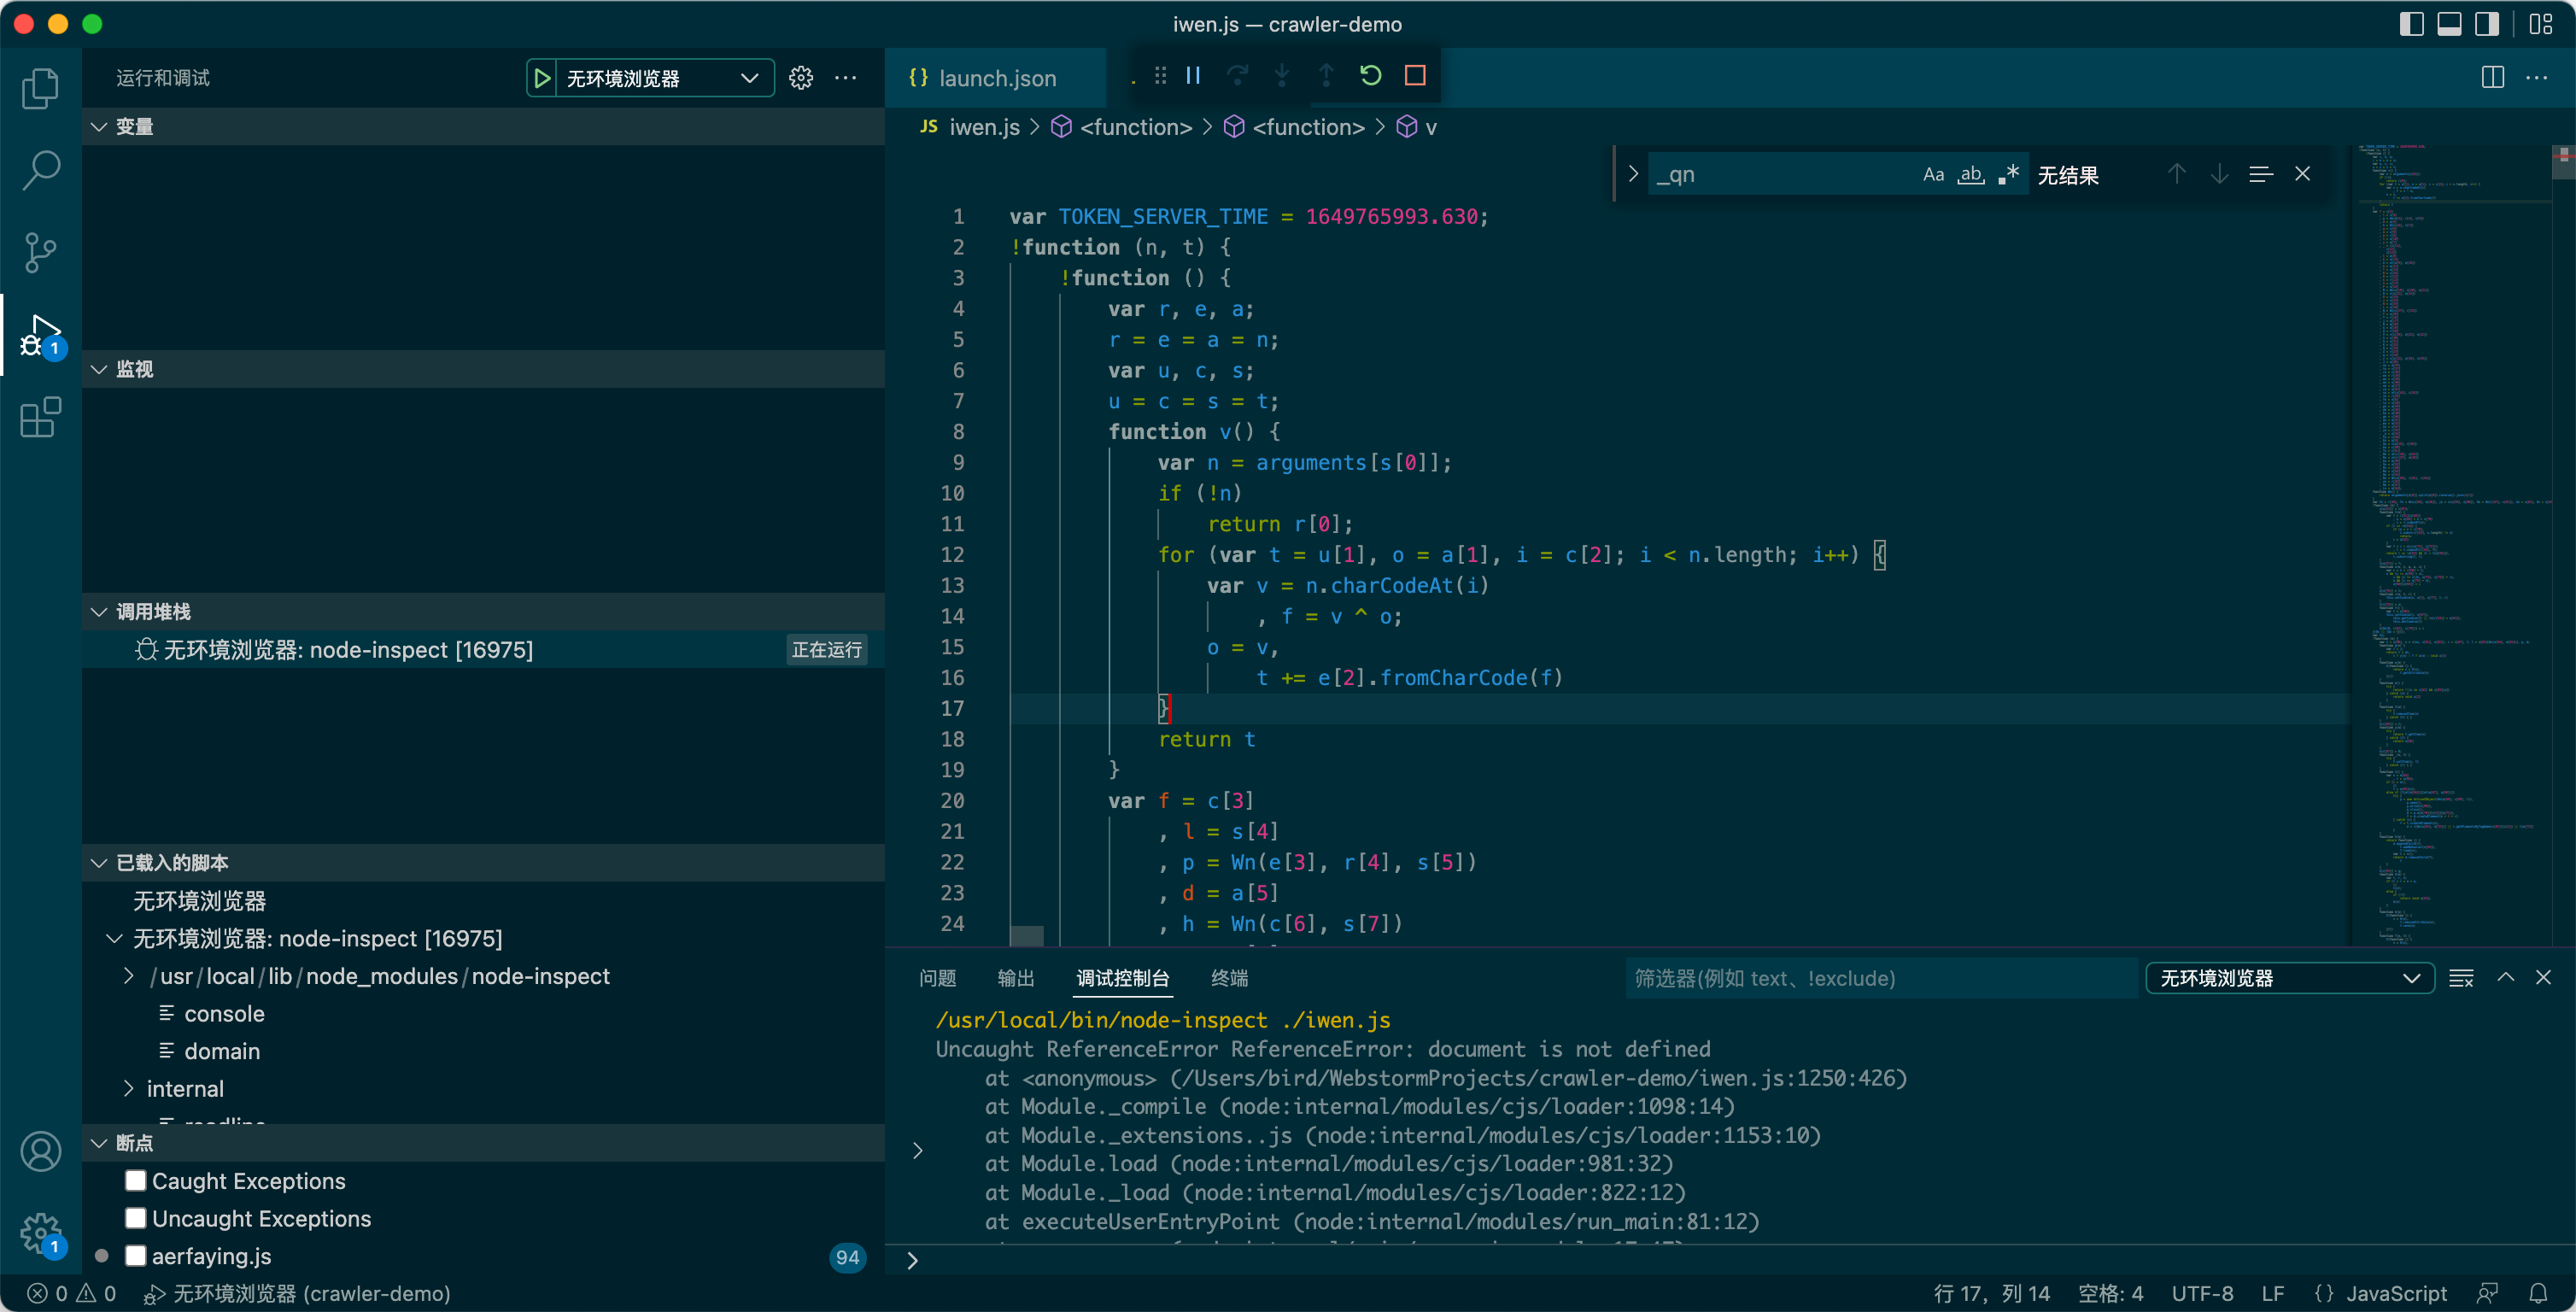 iwen.js — crawler-demo
运行和调试
无环境浏览器
launch.json
变量
JS iwen.js > <function> > <function> > v
_qn
Aa ab 无结果
1 var TOKEN_SERVER_TIME = 1649765993.630;
2 !function (n, t) {
3 !function () {
4 var r, e, a;
5 r = e = a = n;
6 var u, c, s;
7 u = c = s = t;
8 function v() {
9 var n = arguments[s[0]];
10 if (!n)
11 return r[0];
12 for (var t = u[1], o = a[1], i = c[2]; i < n.length; i++) {
13 var v = n.charCodeAt(i)
14 , f = v ^ o;
15 o = v,
16 t += e[2].fromCharCode(f)
17 }
18 return t
19 }
20 var f = c[3]
21 , l = s[4]
22 , p = Wn(e[3], r[4], s[5])
23 , d = a[5]
24 , h = Wn(c[6], s[7])
监视
调用堆栈
无环境浏览器: node-inspect [16975]
正在运行
已载入的脚本
无环境浏览器
无环境浏览器: node-inspect [16975]
/usr/local/lib/node_modules/node-inspect
console
domain
internal
readline
断点
Caught Exceptions
Uncaught Exceptions
aerfaying.js
94
问题 输出 调试控制台 终端
筛选器(例如 text、!exclude)
无环境浏览器
/usr/local/bin/node-inspect ./iwen.js
Uncaught ReferenceError ReferenceError: document is not defined
at <anonymous> (/Users/bird/WebstormProjects/crawler-demo/iwen.js:1250:426)
at Module._compile (node:internal/modules/cjs/loader:1098:14)
at Module._extensions..js (node:internal/modules/cjs/loader:1153:10)
at Module.load (node:internal/modules/cjs/loader:981:32)
at Module._load (node:internal/modules/cjs/loader:822:12)
at executeUserEntryPoint (node:internal/modules/run_main:81:12)
1
1
0 0 无环境浏览器 (crawler-demo)
行 17，列 14 空格: 4 UTF-8 LF {} JavaScript